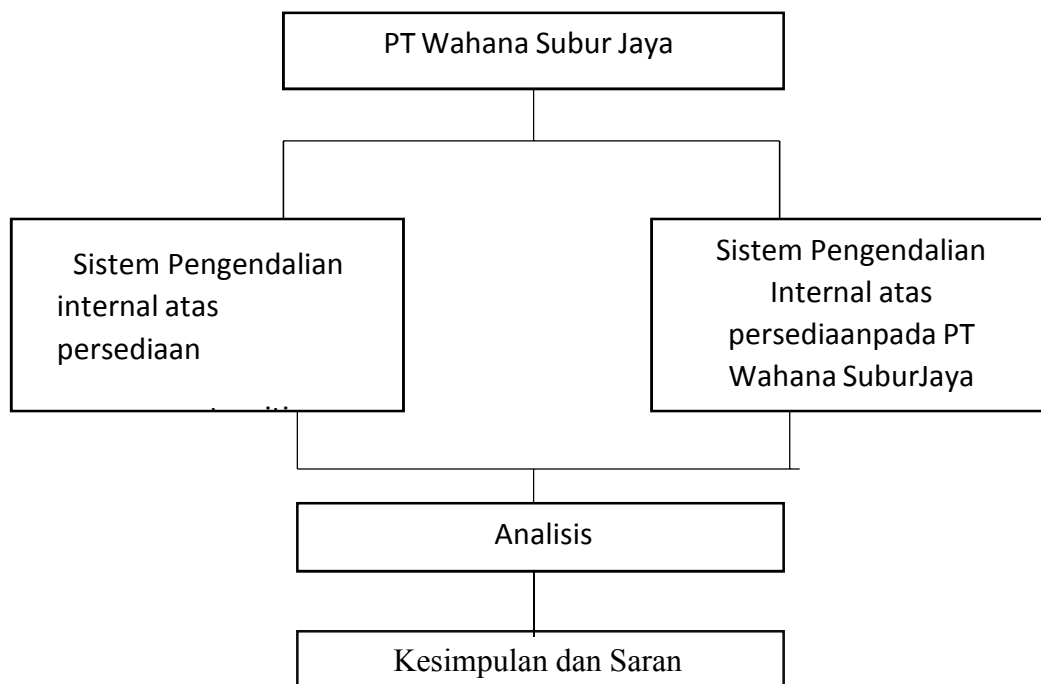 PT Wahana Subur Jaya
Sistem Pengendalian
internal atas
persediaan
Sistem Pengendalian
Internal atas
persediaanpada PT
Wahana SuburJaya
Analisis
Kesimpulan dan Saran